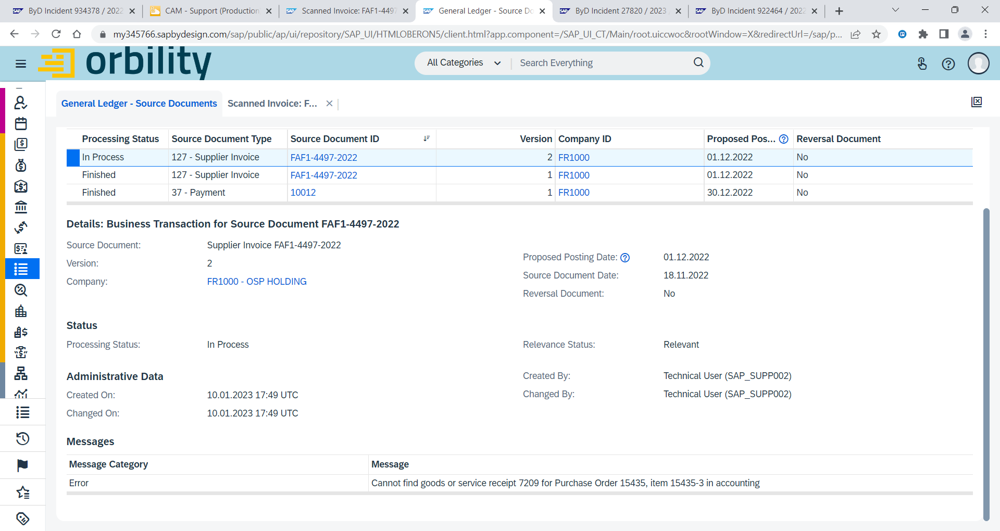 ByD Incident 934378 / 2022
CAM - Support (Production
Scanned Invoice: FAF1-4497
General Ledger - Source Do
ByD Incident 27820 / 2023
ByD Incident 922464 / 2022
my345766.sapbydesign.com/sap/public/ap/ui/repository/SAP_UI/HTMLOBERON5/client.html?app.component=/SAP_UI_CT/Main/root.uiccwoc&rootWindow=X&redirectUrl=/sap/p...
orbility
All Categories
Search Everything
General Ledger - Source Documents
Scanned Invoice: F...
Processing Status Source Document Type Source Document ID Version Company ID Proposed Pos... Reversal Document
In Process 127 - Supplier Invoice FAF1-4497-2022 2 FR1000 01.12.2022 No
Finished 127 - Supplier Invoice FAF1-4497-2022 1 FR1000 01.12.2022 No
Finished 37 - Payment 10012 1 FR1000 30.12.2022 No
Details: Business Transaction for Source Document FAF1-4497-2022
Source Document: Supplier Invoice FAF1-4497-2022
Version: 2
Company: FR1000 - OSP HOLDING
Proposed Posting Date: 01.12.2022
Source Document Date: 18.11.2022
Reversal Document: No
Status
Processing Status: In Process
Relevance Status: Relevant
Administrative Data
Created On: 10.01.2023 17:49 UTC
Changed On: 10.01.2023 17:49 UTC
Created By: Technical User (SAP_SUPP002)
Changed By: Technical User (SAP_SUPP002)
Messages
Message Category Message
Error Cannot find goods or service receipt 7209 for Purchase Order 15435, item 15435-3 in accounting